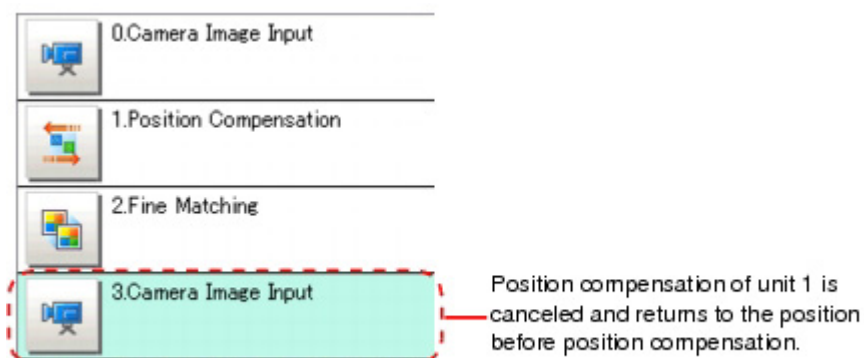 0.Camera Image Input
1.Position Compensation
2.Fine Matching
3.Camera Image Input
Position compensation of unit 1 is
canceled and returns to the position
before position compensation.